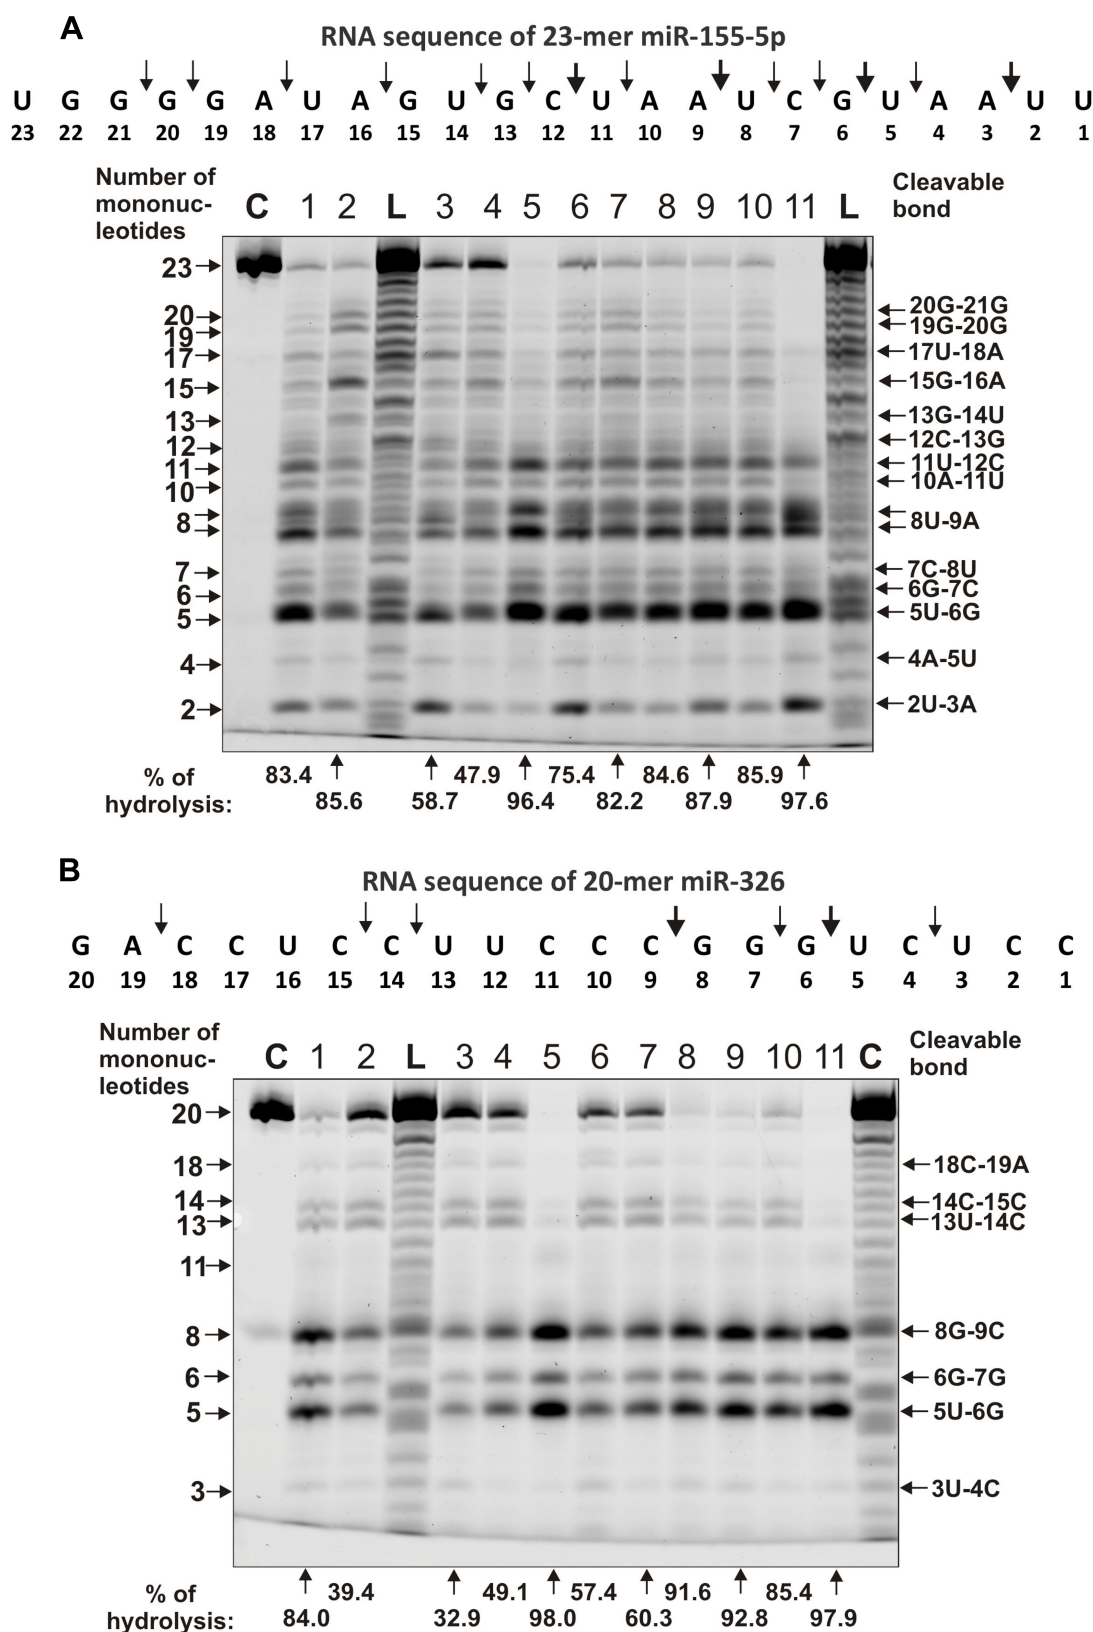 A
RNA sequence of 23-mer miR-155-5p
U G G G G A U A G U G C U A A U C G U A A U U
23 22 21 20 19 18 17 16 15 14 13 12 11 10 9 8 7 6 5 4 3 2 1
Number of
mononuc-
leotides
C 1 2 L 3 4 5 6 7 8 9 10 11 L
Cleavable
bond
23
20
19
17
15
13
12
11
10
8
7
6
5
4
2
20G-21G
19G-20G
17U-18A
15G-16A
13G-14U
12C-13G
11U-12C
10A-11U
8U-9A
7C-8U
6G-7C
5U-6G
4A-5U
2U-3A
% of
hydrolysis:
83.4 47.9 75.4 84.6 85.9
85.6 58.7 96.4 82.2 87.9 97.6
B
RNA sequence of 20-mer miR-326
G A C C U C C U U C C C G G G U C U C C
20 19 18 17 16 15 14 13 12 11 10 9 8 7 6 5 4 3 2 1
Number of
mononuc-
leotides
C 1 2 L 3 4 5 6 7 8 9 10 11 C
Cleavable
bond
20
18
14
13
11
8
6
5
3
18C-19A
14C-15C
13U-14C
8G-9C
6G-7G
5U-6G
3U-4C
% of
hydrolysis:
39.4 49.1 57.4 91.6 85.4
84.0 32.9 98.0 60.3 92.8 97.9